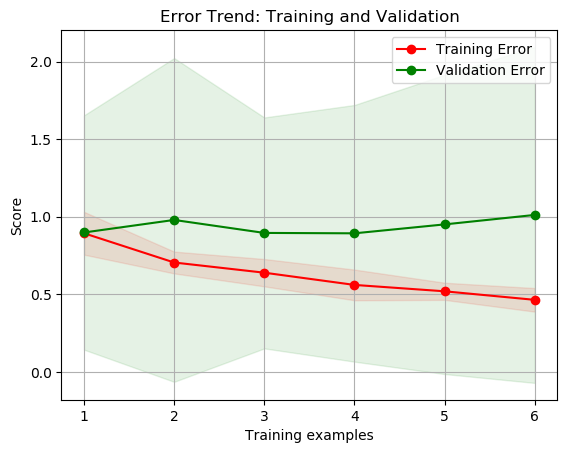 Error Trend: Training and Validation
Training Error
Validation Error
2.0
1.5
1.0
0.5
0.0
Score
1 2 3 4 5 6
Training examples